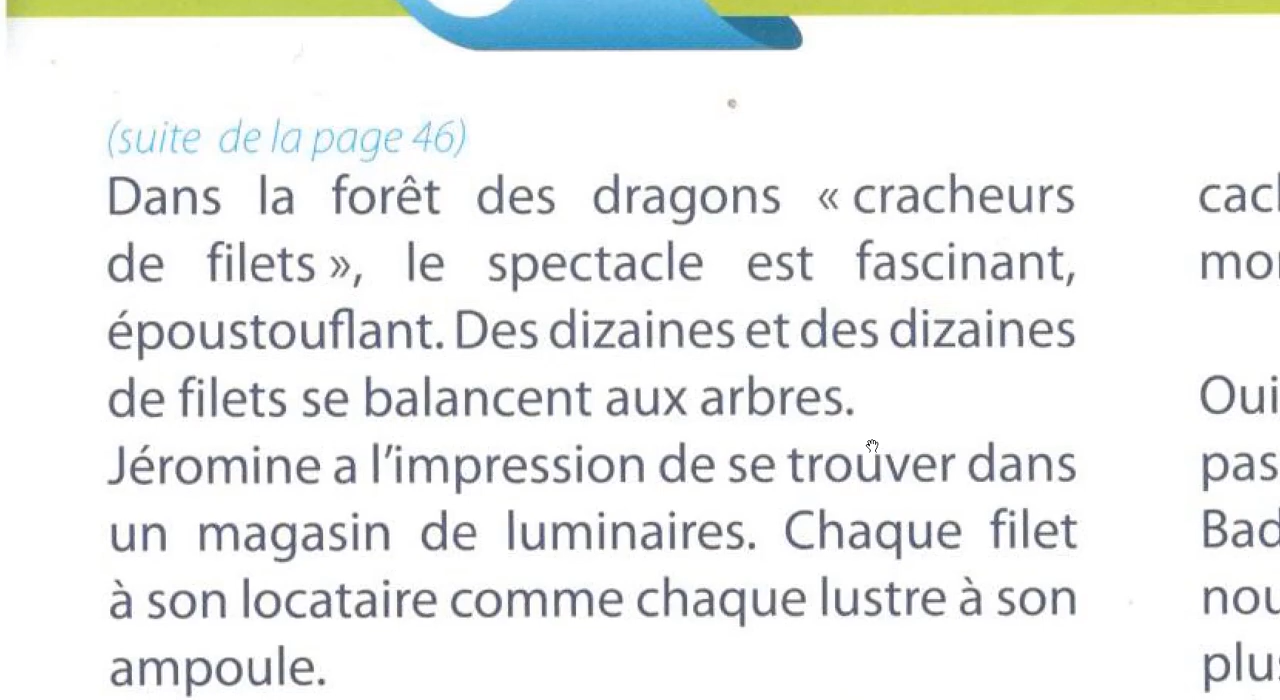 (suite de la page 46)
Dans la forêt des dragons « cracheurs
de filets », le spectacle est fascinant,
époustouflant. Des dizaines et des dizaines
de filets se balancent aux arbres.
Jéromine a l'impression de se trouver dans
un magasin de luminaires. Chaque filet
à son locataire comme chaque lustre à son
ampoule.
Oui
pas